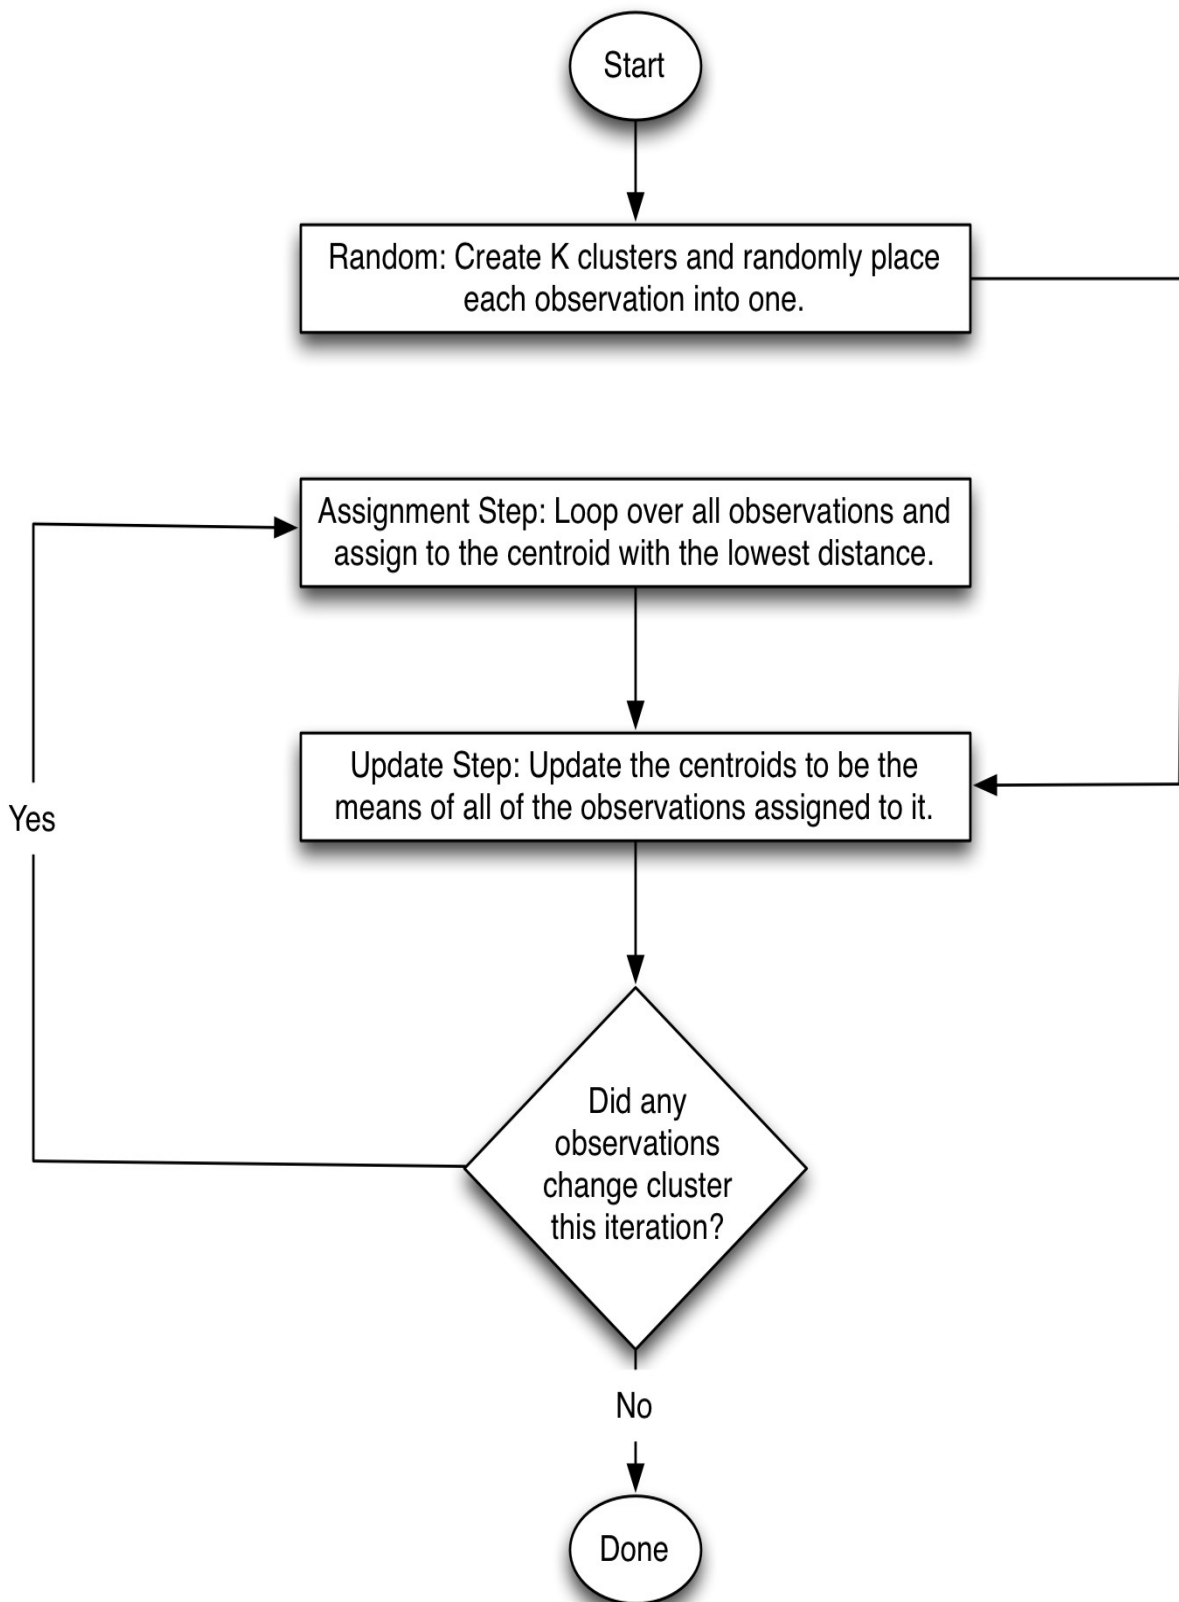 Start
Random: Create K clusters and randomly place
each observation into one.
Assignment Step: Loop over all observations and
assign to the centroid with the lowest distance.
Update Step: Update the centroids to be the
means of all of the observations assigned to it.
Yes
Did any
observations
change cluster
this iteration?
No
Done